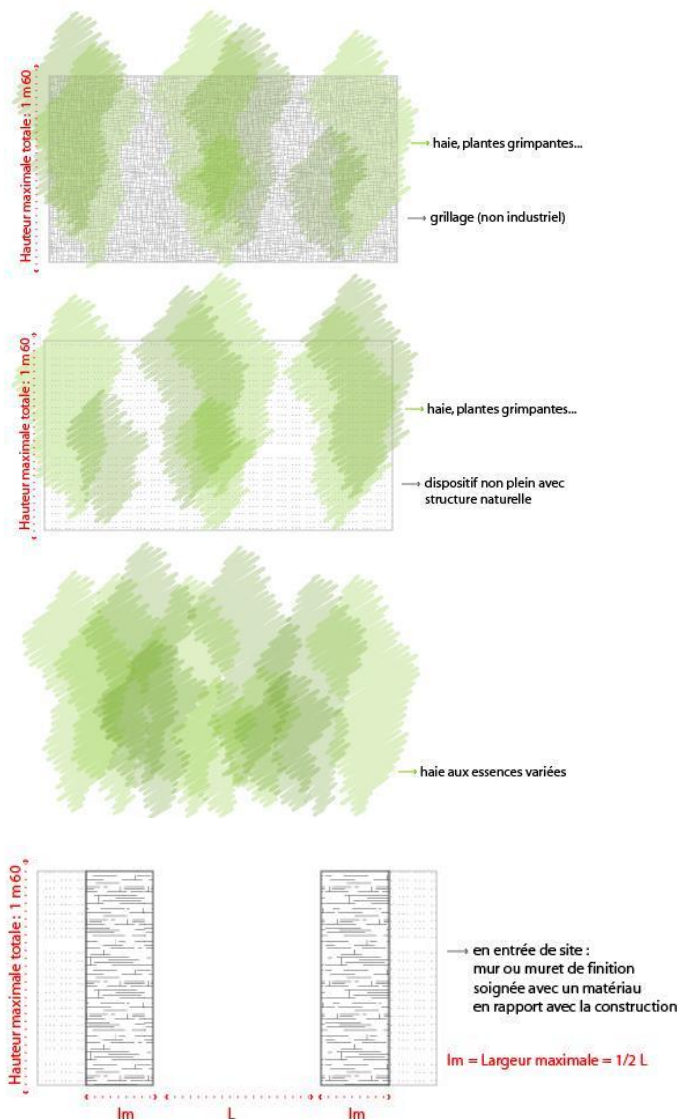 Hauteur maximale totale : 1 m 60
haie, plantes grimpantes...
grillage (non industriel)
Hauteur maximale totale : 1 m 60
haie, plantes grimpantes...
dispositif non plein avec
structure naturelle
haie aux essences variées
Hauteur maximale totale : 1 m 60
en entrée de site :
mur ou muret de finition
soignée avec un matériau
en rapport avec la construction
lm = Largeur maximale = 1/2 L
lm L lm